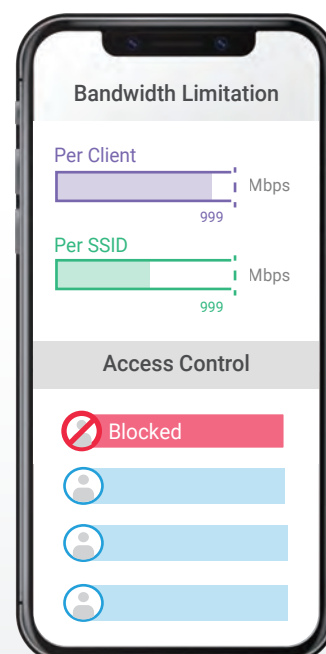 Bandwidth Limitation
Per Client
Mbps
999
Per SSID
Mbps
999
Access Control
Blocked